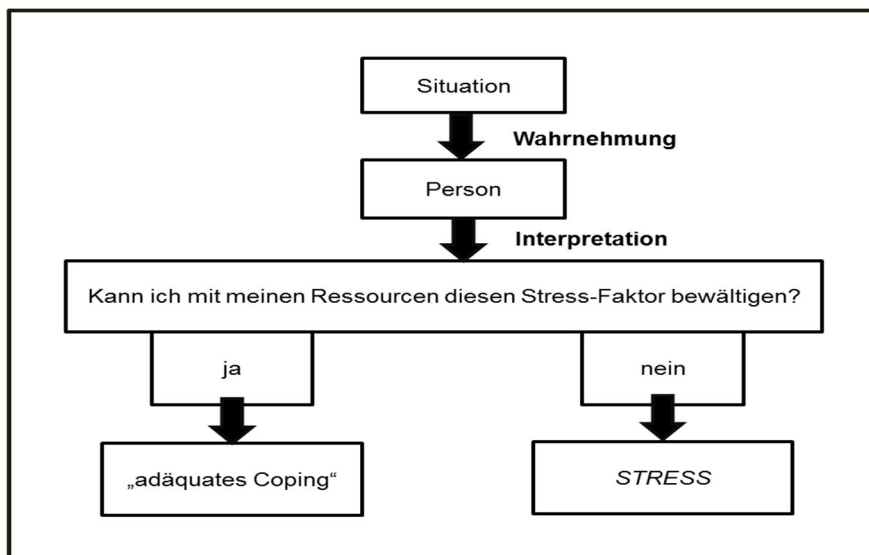 Situation
Wahrnehmung
Person
Interpretation
Kann ich mit meinen Ressourcen diesen Stress-Faktor bewältigen?
ja
nein
„adäquates Coping“
STRESS